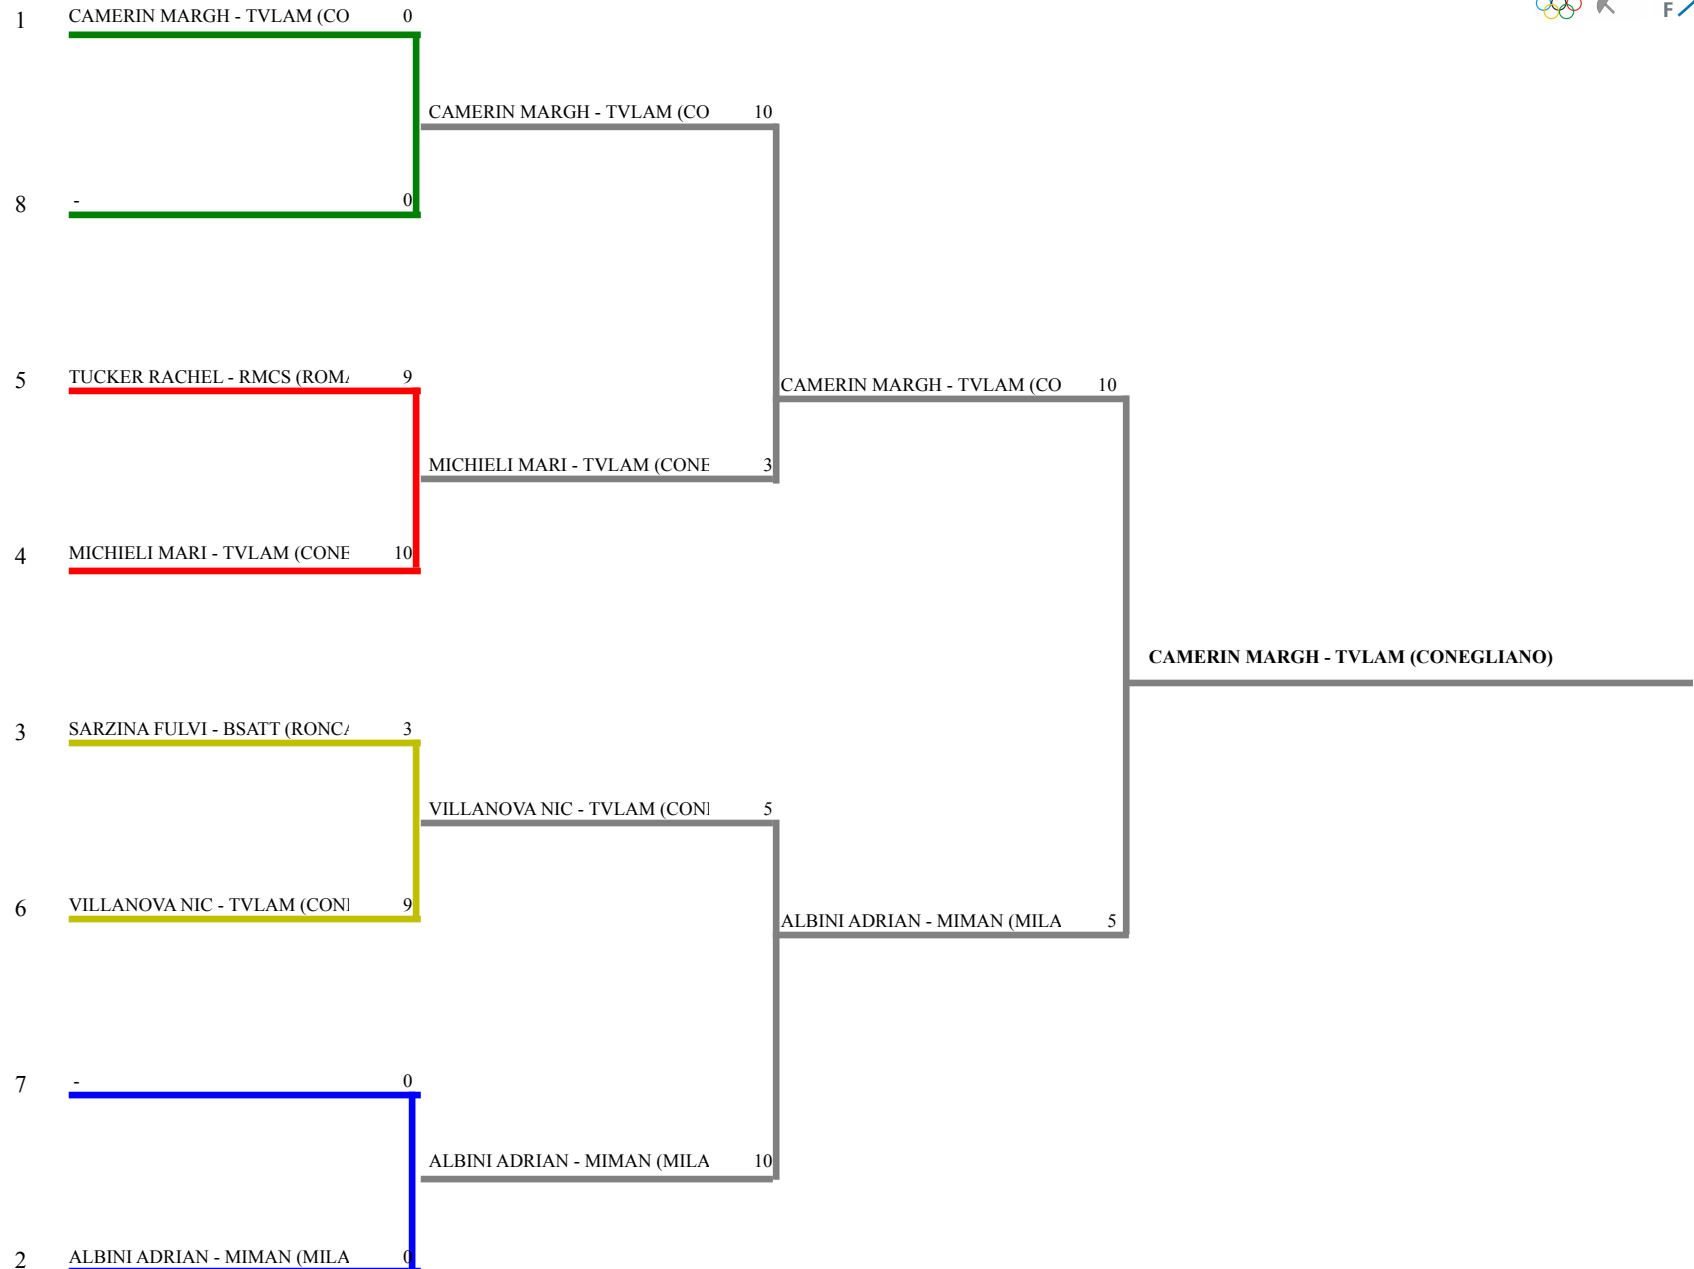 1 CAMERIN MARGH - TVLAM (CO 0
CAMERIN MARGH - TVLAM (CO 10
8 - 0
5 TUCKER RACHEL - RMCS (ROMA 9
CAMERIN MARGH - TVLAM (CO 10
MICHIELI MARI - TVLAM (CONE 3
4 MICHIELI MARI - TVLAM (CONE 10
CAMERIN MARGH - TVLAM (CONEGLIANO)
3 SARZINA FULVI - BSATT (RONCA 3
VILLANOVA NIC - TVLAM (CON 5
6 VILLANOVA NIC - TVLAM (CON 9
ALBINI ADRIAN - MIMAN (MILA 5
7 - 0
ALBINI ADRIAN - MIMAN (MILA 10
2 ALBINI ADRIAN - MIMAN (MILA 0
F